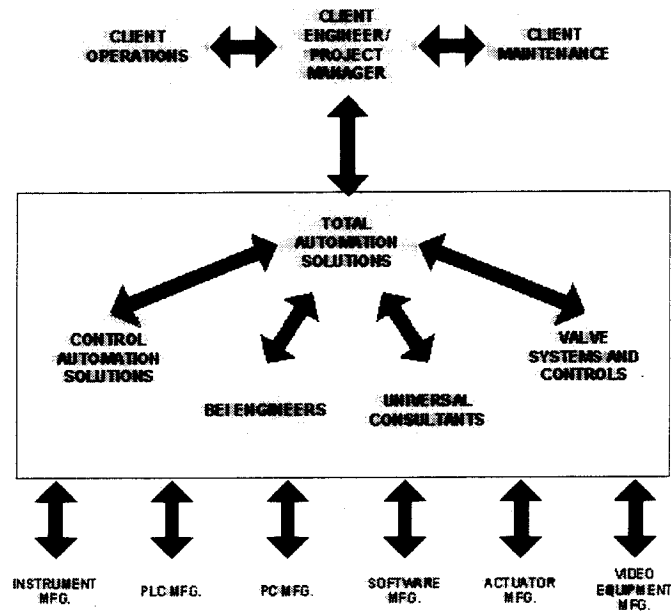 CLIENT
OPERATIONS
CLIENT
ENGINEER/
PROJECT
MANAGER
CLIENT
MAINTENANCE
TOTAL
AUTOMATION
SOLUTIONS
CONTROL
AUTOMATION
SOLUTIONS
BEI ENGINEERS
UNIVERSAL
CONSULTANTS
VALVE
SYSTEMS AND
CONTROLS
INSTRUMENT
MFG.
PLC MFG.
PC MFG.
SOFTWARE
MFG.
ACTUATOR
MFG.
VIDEO
EQUIPMENT
MFG.